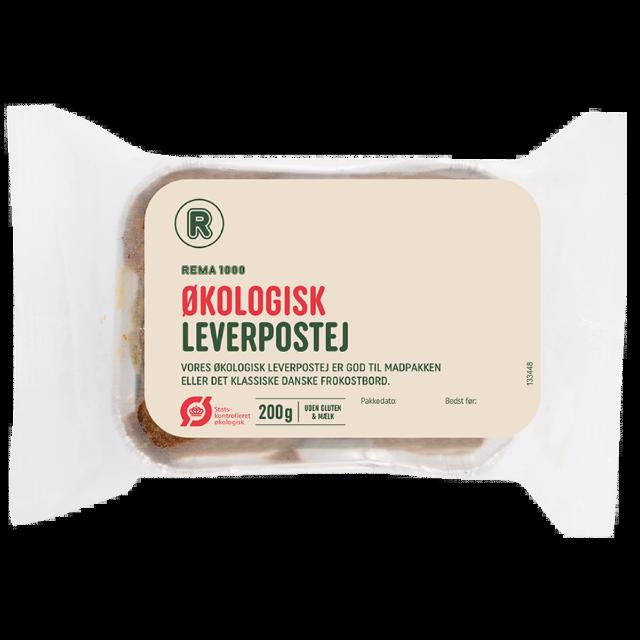 R
REMA 1000
ØKOLOGISK
LEVERPOSTEJ
VORES ØKOLOGISK LEVERPOSTEJ ER GOD TIL MADPAKKEN
ELLER DET KLASSISKE DANSKE FROKOSTBORD.
Ø
Stats-
kontrolleret
økologisk
200g
UDEN GLUTEN
& MÆLK
Pakkedato:
Bedst før:
133448